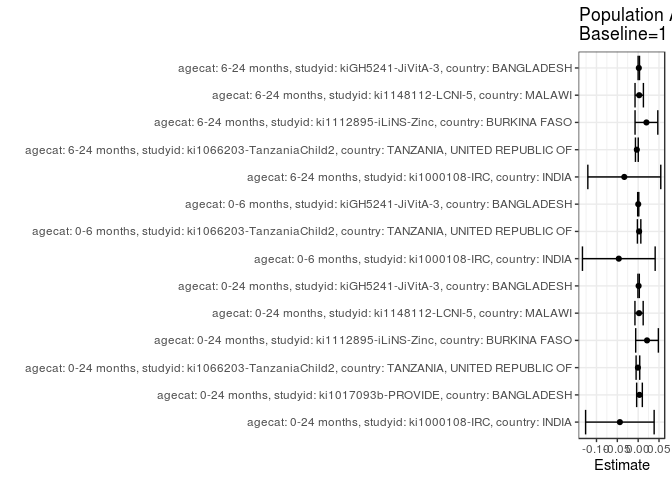 Population A
Baseline=1
agecat: 6-24 months, studyid: kiGH5241-JiVitA-3, country: BANGLADESH
agecat: 6-24 months, studyid: ki1148112-LCNI-5, country: MALAWI
agecat: 6-24 months, studyid: ki1112895-iLiNS-Zinc, country: BURKINA FASO
agecat: 6-24 months, studyid: ki1066203-TanzaniaChild2, country: TANZANIA, UNITED REPUBLIC OF
agecat: 6-24 months, studyid: ki1000108-IRC, country: INDIA
agecat: 0-6 months, studyid: kiGH5241-JiVitA-3, country: BANGLADESH
agecat: 0-6 months, studyid: ki1066203-TanzaniaChild2, country: TANZANIA, UNITED REPUBLIC OF
agecat: 0-6 months, studyid: ki1000108-IRC, country: INDIA
agecat: 0-24 months, studyid: kiGH5241-JiVitA-3, country: BANGLADESH
agecat: 0-24 months, studyid: ki1148112-LCNI-5, country: MALAWI
agecat: 0-24 months, studyid: ki1112895-iLiNS-Zinc, country: BURKINA FASO
agecat: 0-24 months, studyid: ki1066203-TanzaniaChild2, country: TANZANIA, UNITED REPUBLIC OF
agecat: 0-24 months, studyid: ki1017093b-PROVIDE, country: BANGLADESH
agecat: 0-24 months, studyid: ki1000108-IRC, country: INDIA
-0.10 -0.05 0.00 0.05
Estimate